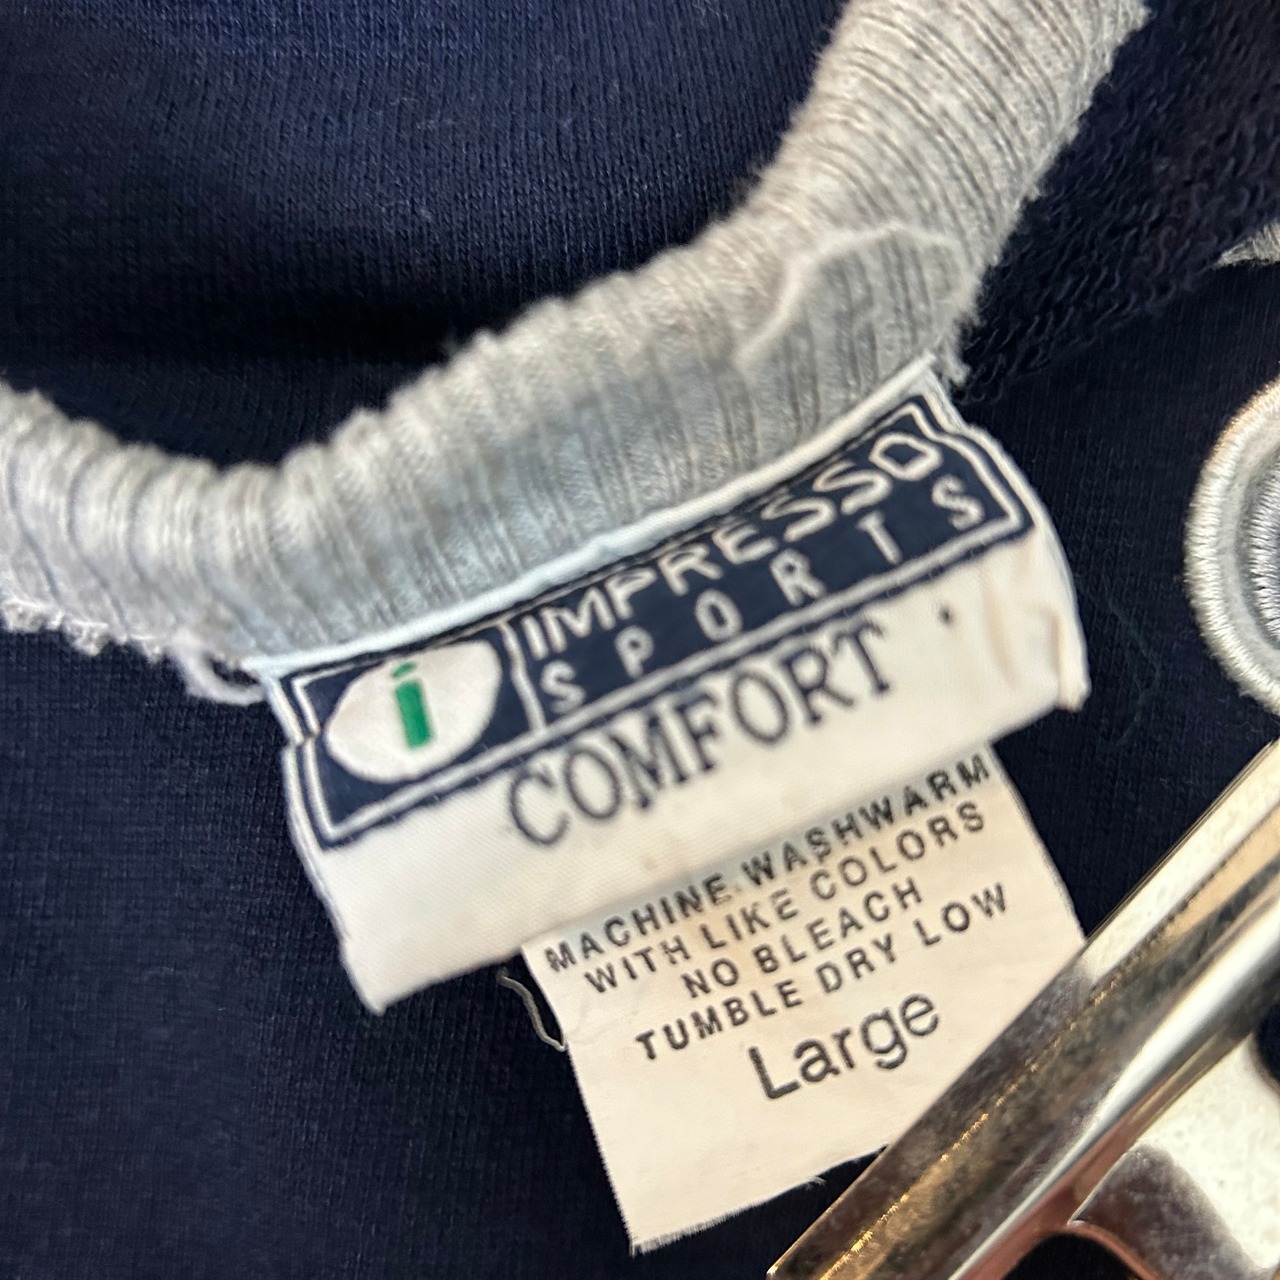 i
IMPRESSO
SPORTS
COMFORT
MACHINE WASHWARM
WITH LIKE COLORS
NO BLEACH
TUMBLE DRY LOW
Large